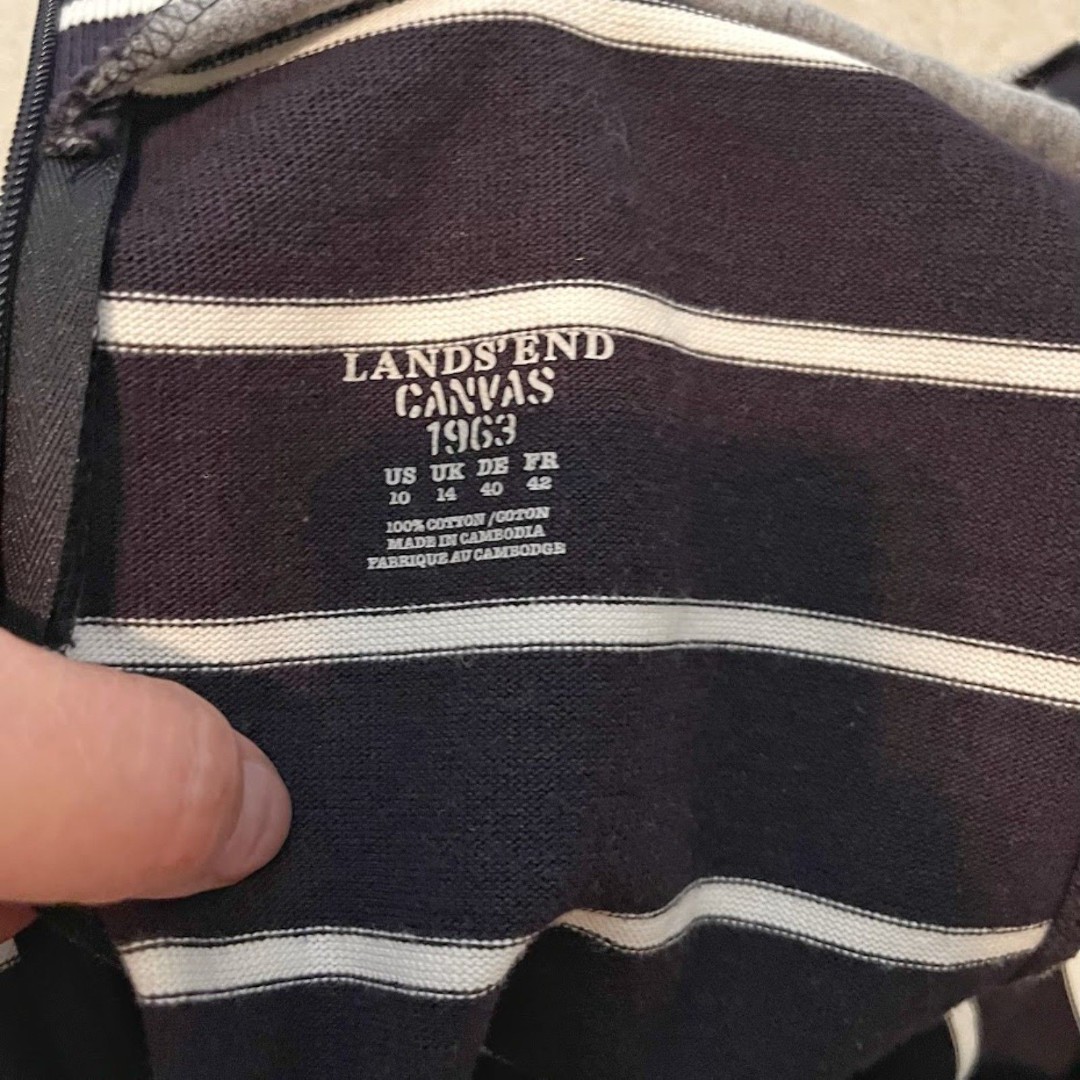 LANDS' END
CANVAS
1963
US UK DE FR
10 14 40 42
100% COTTON / COTON
MADE IN CAMBODIA
FABRIQUE AU CAMBODGE